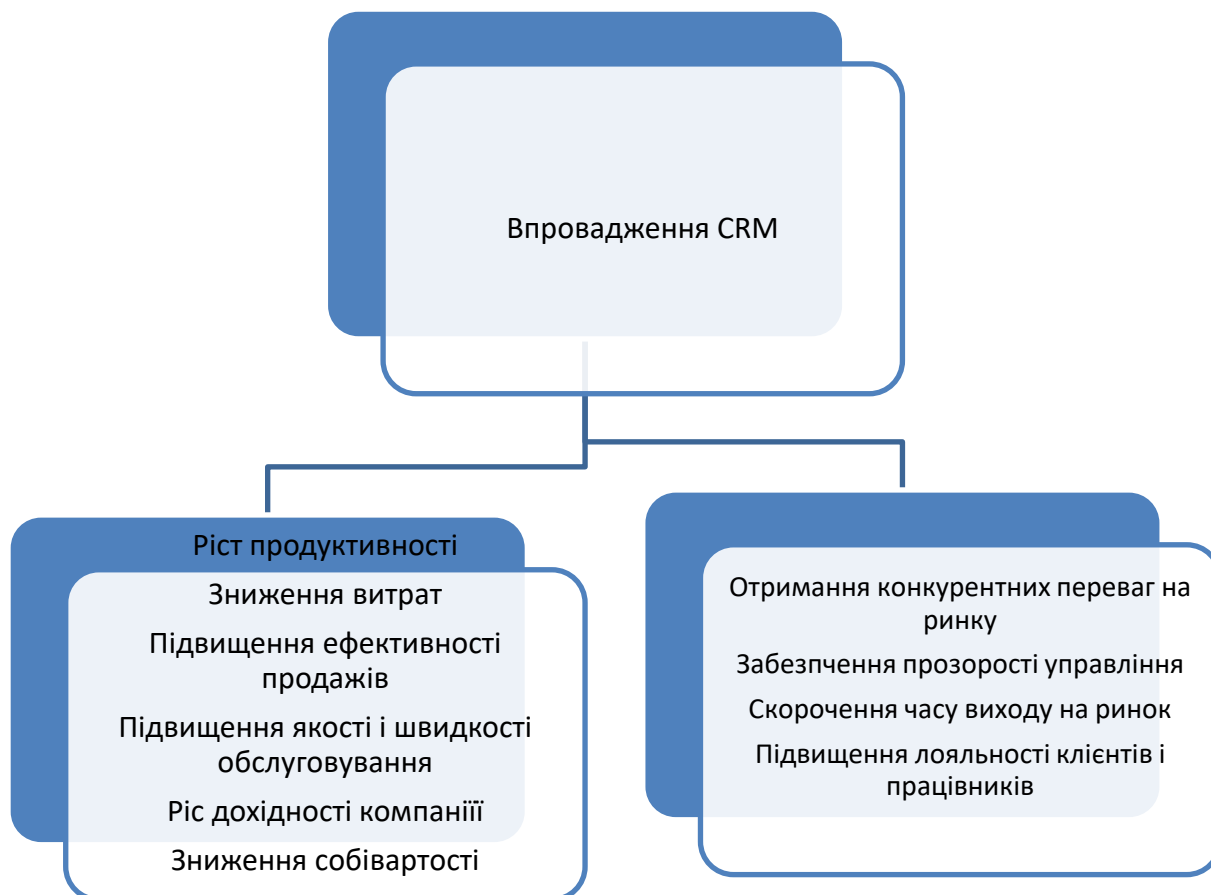 Впровадження CRM
Ріст продуктивності
Зниження витрат
Підвищення ефективності
продажів
Підвищення якості і швидкості
обслуговування
Ріс дохідності компаніїї
Зниження собівартості
Отримання конкурентних переваг на
ринку
Забезпчення прозорості управління
Скорочення часу виходу на ринок
Підвищення лояльності клієнтів і
працівників